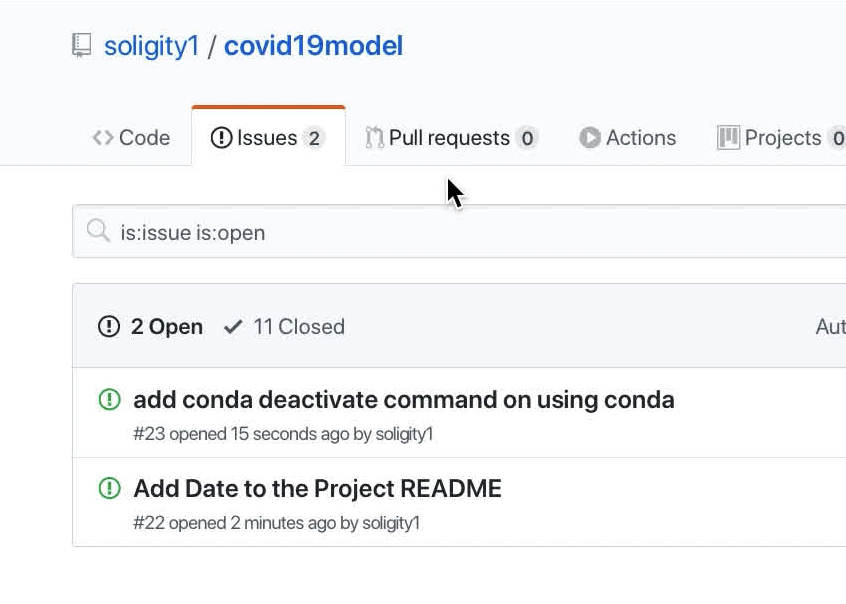 soligity1 / covid19model
Code Issues 2 Pull requests 0 Actions Projects 0
is:issue is:open
2 Open 11 Closed
add conda deactivate command on using conda
#23 opened 15 seconds ago by soligity1
Add Date to the Project README
#22 opened 2 minutes ago by soligity1